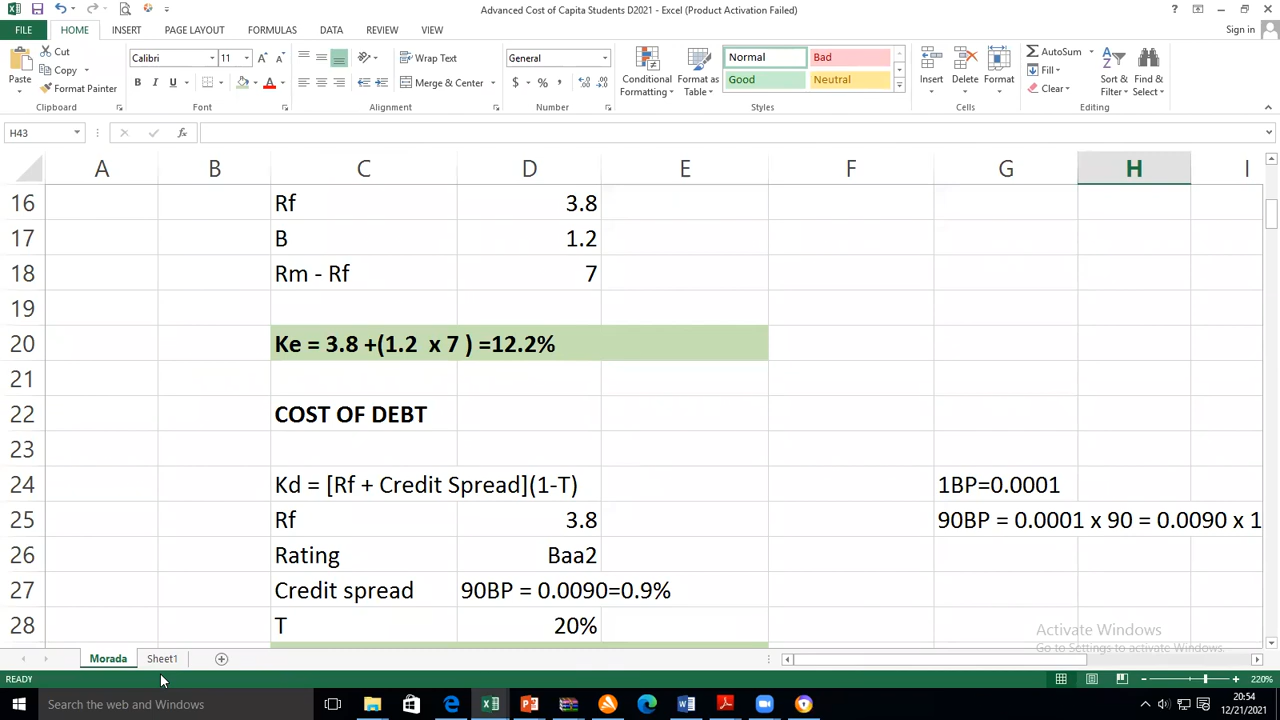 Advanced Cost of Capita Students D2021 - Excel (Product Activation Failed)
FILE HOME INSERT PAGE LAYOUT FORMULAS DATA REVIEW VIEW Sign in
Paste Cut Copy Format Painter
Calibri 11 B I U
Wrap Text Merge & Center
General $ % ,
Conditional Formatting Format as Table
Normal Bad Good Neutral
Insert Delete Format
AutoSum Fill Clear
Sort & Filter Find & Select
Clipboard Font Alignment Number Styles Cells Editing
H43 fx
A B C D E F G H I
16 Rf 3.8
17 B 1.2
18 Rm - Rf 7
19
20 Ke = 3.8 +(1.2 x 7 ) =12.2%
21
22 COST OF DEBT
23
24 Kd = [Rf + Credit Spread](1-T) 1BP=0.0001
25 Rf 3.8 90BP = 0.0001 x 90 = 0.0090 x 1
26 Rating Baa2
27 Credit spread 90BP = 0.0090=0.9%
28 T 20%
Activate Windows
Go to Settings to activate Windows.
Morada Sheet1
READY 220%
Search the web and Windows
20:54
12/21/2021